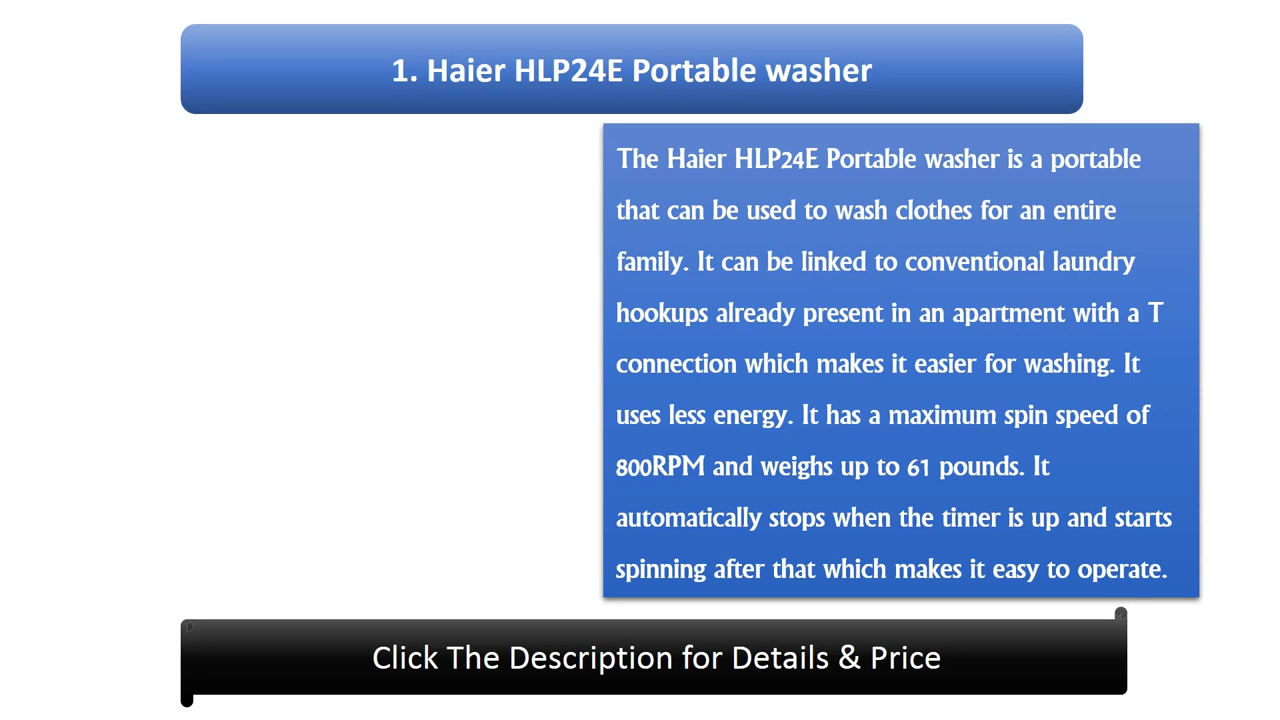 1. Haier HLP24E Portable washer
The Haier HLP24E Portable washer is a portable
that can be used to wash clothes for an entire
family. It can be linked to conventional laundry
hookups already present in an apartment with a T
connection which makes it easier for washing. It
uses less energy. It has a maximum spin speed of
800RPM and weighs up to 61 pounds. It
automatically stops when the timer is up and starts
spinning after that which makes it easy to operate.
Click The Description for Details & Price